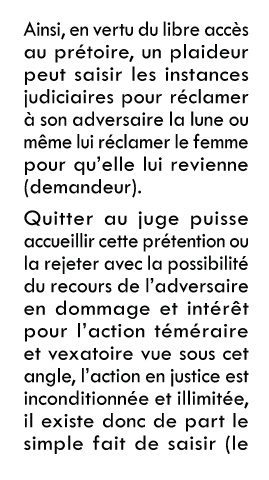 Ainsi, en vertu du libre accès
au prétoire, un plaideur
peut saisir les instances
judiciaires pour réclamer
à son adversaire la lune ou
même lui réclamer le femme
pour qu'elle lui revienne
(demandeur).
Quitter au juge puisse
accueillir cette prétention ou
la rejeter avec la possibilité
du recours de l'adversaire
en dommage et intérêt
pour l'action téméraire
et vexatoire vue sous cet
angle, l'action en justice est
inconditionnée et illimitée,
il existe donc de part le
simple fait de saisir (le